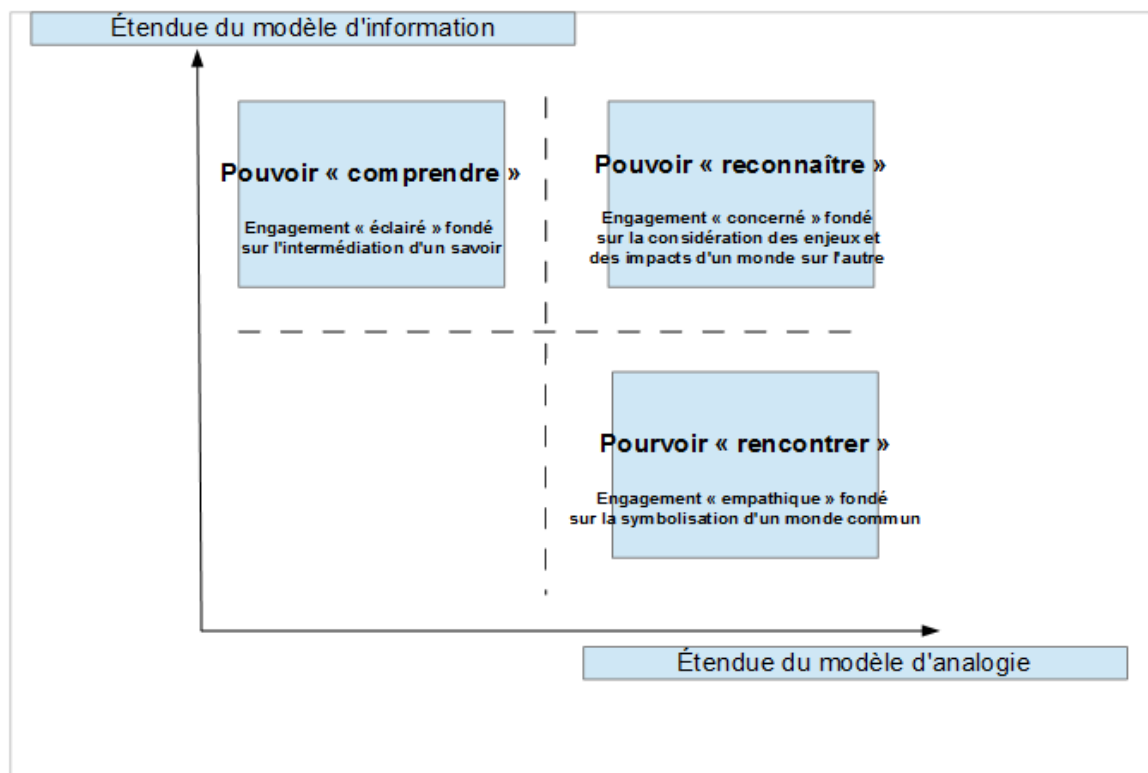 Étendue du modèle d'information
Pouvoir « comprendre »
Engagement « éclairé » fondé
sur l'intermédiation d'un savoir
Pouvoir « reconnaître »
Engagement « concerné » fondé
sur la considération des enjeux et
des impacts d'un monde sur l'autre
Pourvoir « rencontrer »
Engagement « empathique » fondé
sur la symbolisation d'un monde commun
Étendue du modèle d'analogie